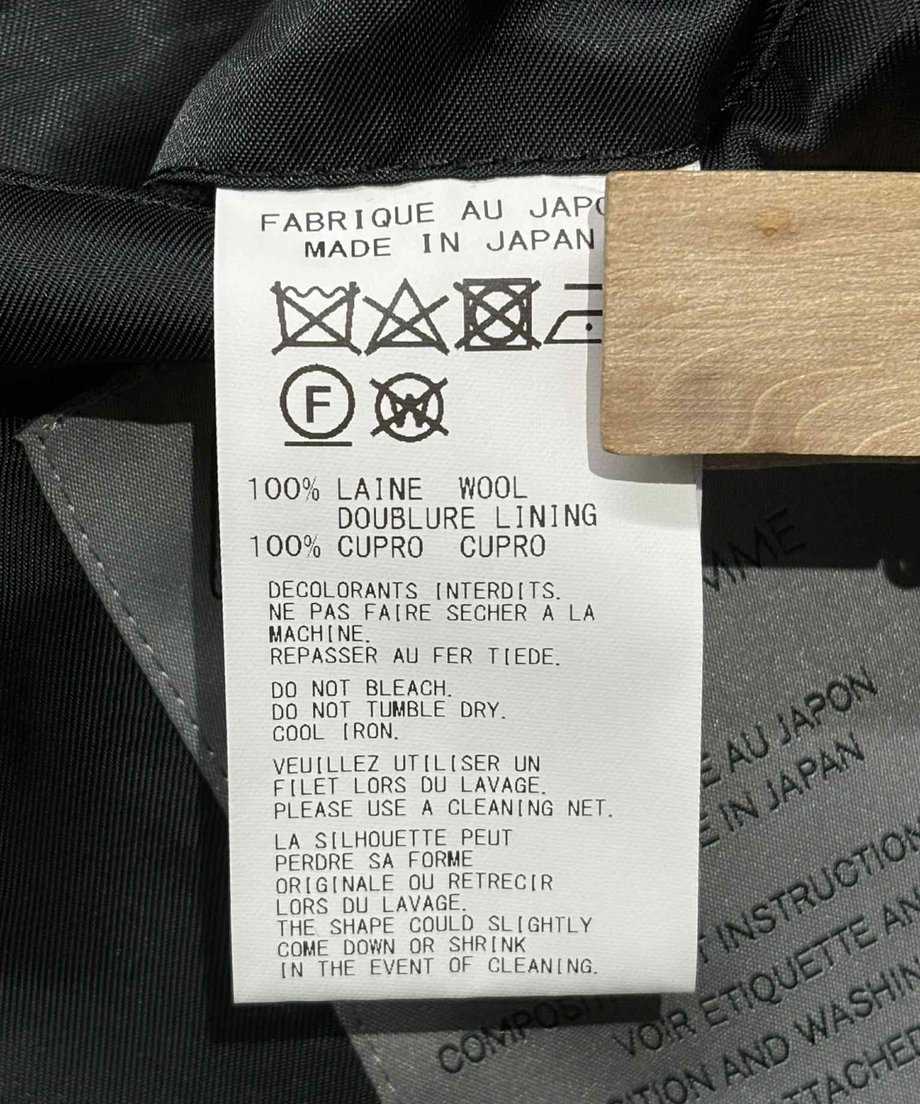 FABRIQUE AU
MADE IN JAPAN
F
W
100% LAINE WOOL
DOUBLURE LINING
100% CUPRO CUPRO
DECOLORANTS INTERDITS.
NE PAS FAIRE SECHER A LA
MACHINE.
REPASSER AU FER TIEDE.
DO NOT BLEACH.
DO NOT TUMBLE DRY.
COOL IRON.
VEUILLEZ UTILISER UN
FILET LORS DU LAVAGE.
PLEASE USE A CLEANING NET.
LA SILHOUETTE PEUT
PERDRE SA FORME
ORIGINALE OU RETRECIR
LORS DU LAVAGE.
THE SHAPE COULD SLIGHTLY
COME DOWN OR SHRINK
IN THE EVENT OF CLEANING.
AU JAPON
IN JAPAN
VOIR ETIQUETTE
AND